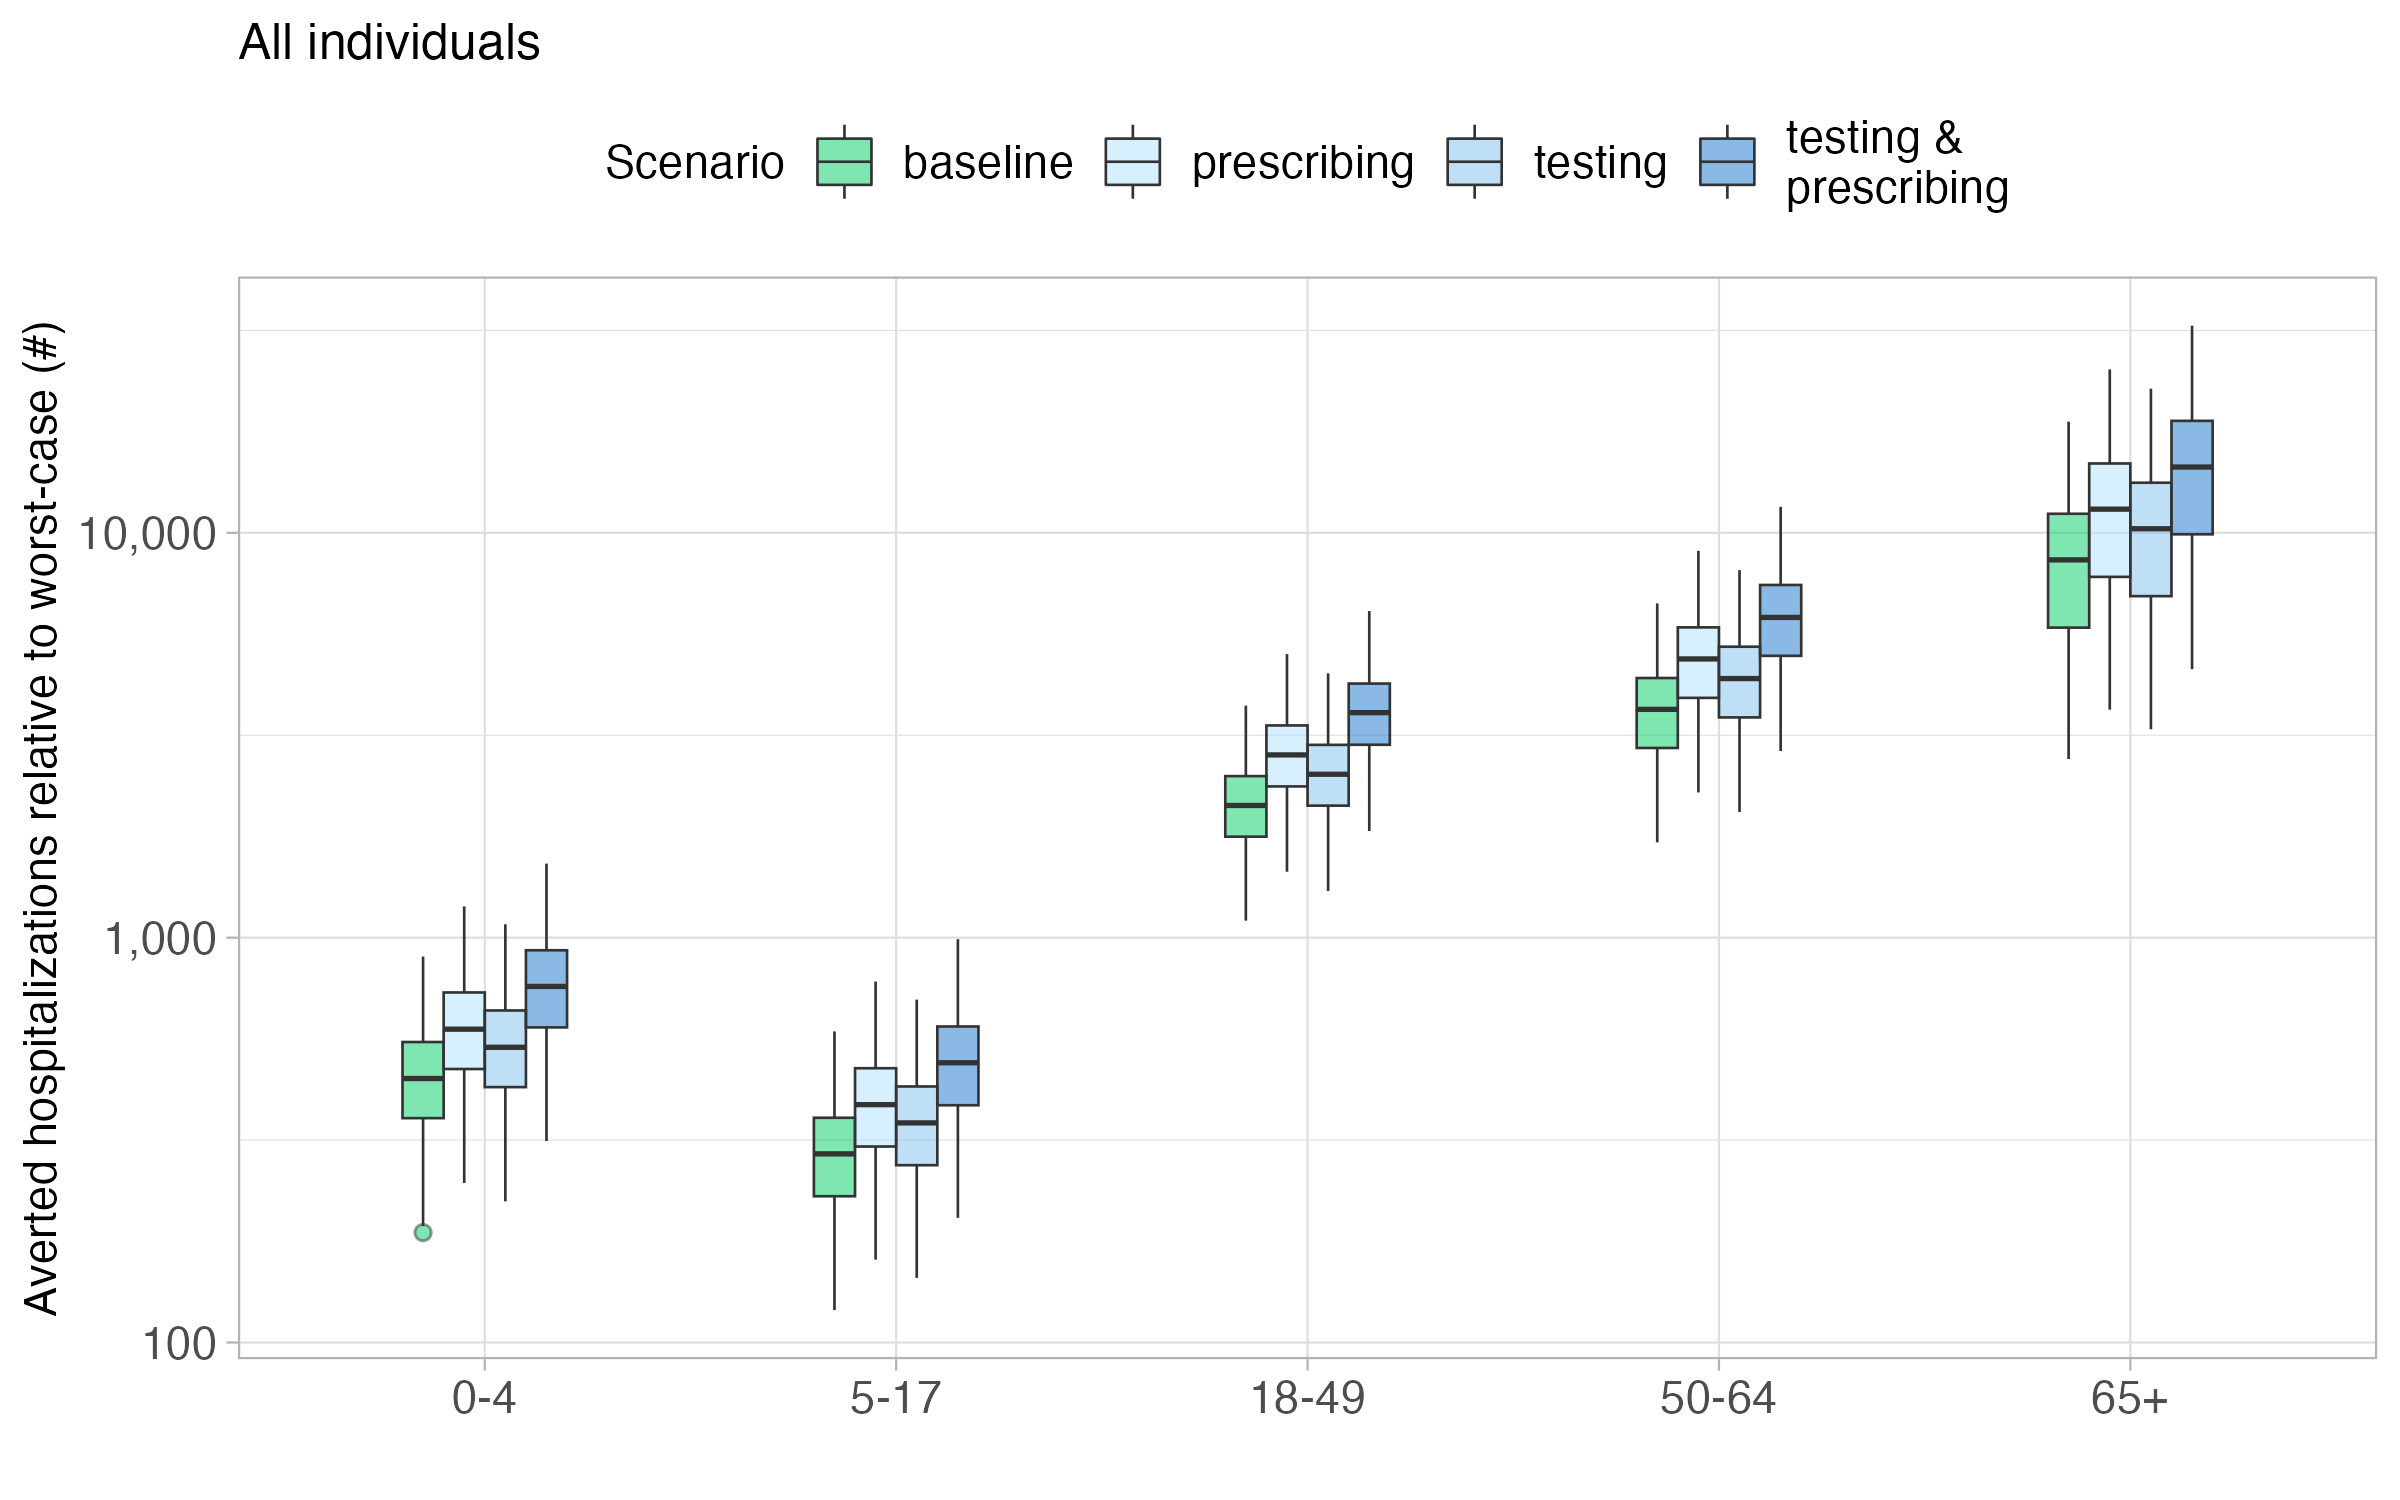 All individuals
Scenario baseline prescribing testing testing &
prescribing
Averted hospitalizations relative to worst-case (#)
10,000
1,000
100
0-4 5-17 18-49 50-64 65+